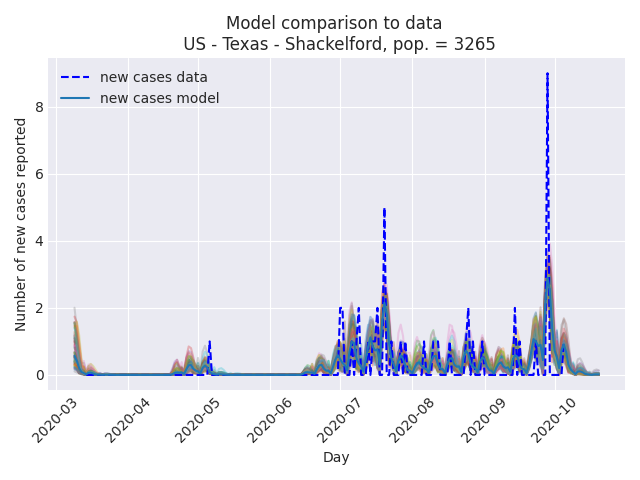 Model comparison to data
US - Texas - Shackelford, pop. = 3265
new cases data
new cases model
Number of new cases reported
8
6
4
2
0
2020-03
2020-04
2020-05
2020-06
2020-07
2020-08
2020-09
2020-10
Day